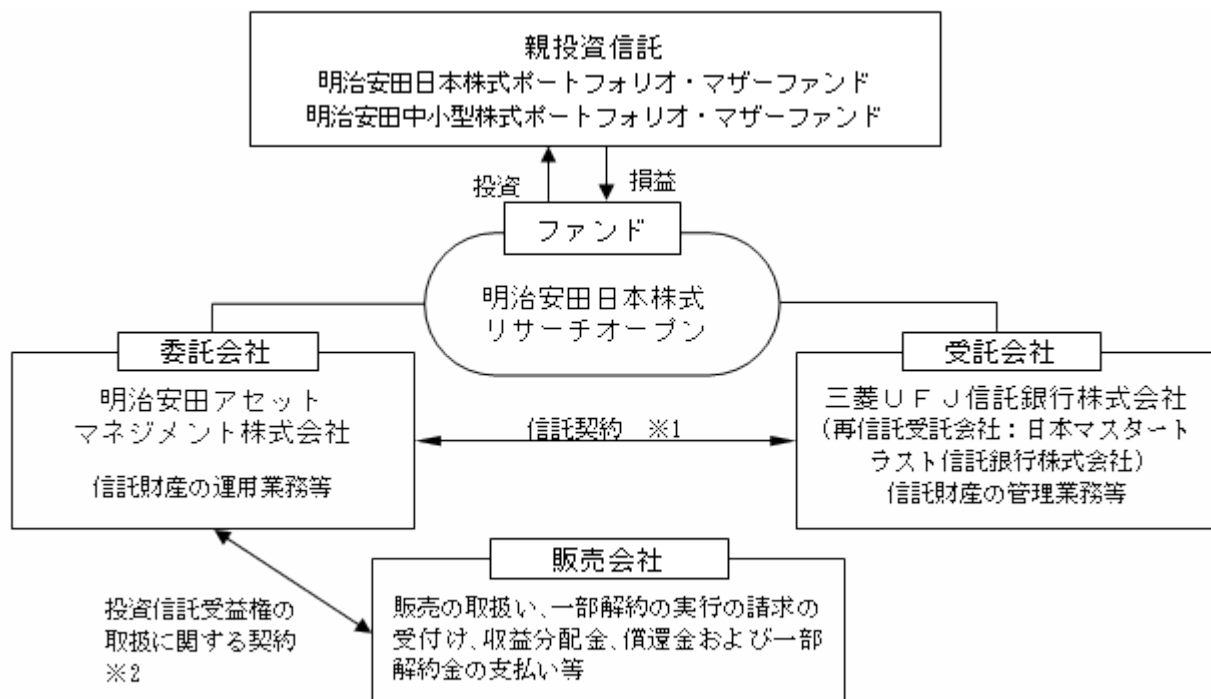 親投資信託
明治安田日本株式ポートフォリオ・マザーファンド
明治安田中小型株式ポートフォリオ・マザーファンド
投資
損益
ファンド
明治安田日本株式
リサーチオープン
委託会社
明治安田アセット
マネジメント株式会社
信託財産の運用業務等
信託契約 ※1
受託会社
三菱UFJ信託銀行株式会社
(再信託受託会社:日本マスタート
ラスト信託銀行株式会社)
信託財産の管理業務等
投資信託受益権の
取扱に関する契約
※2
販売会社
販売の取扱い、一部解約の実行の請求の
受付け、収益分配金、償還金および一部
解約金の支払い等